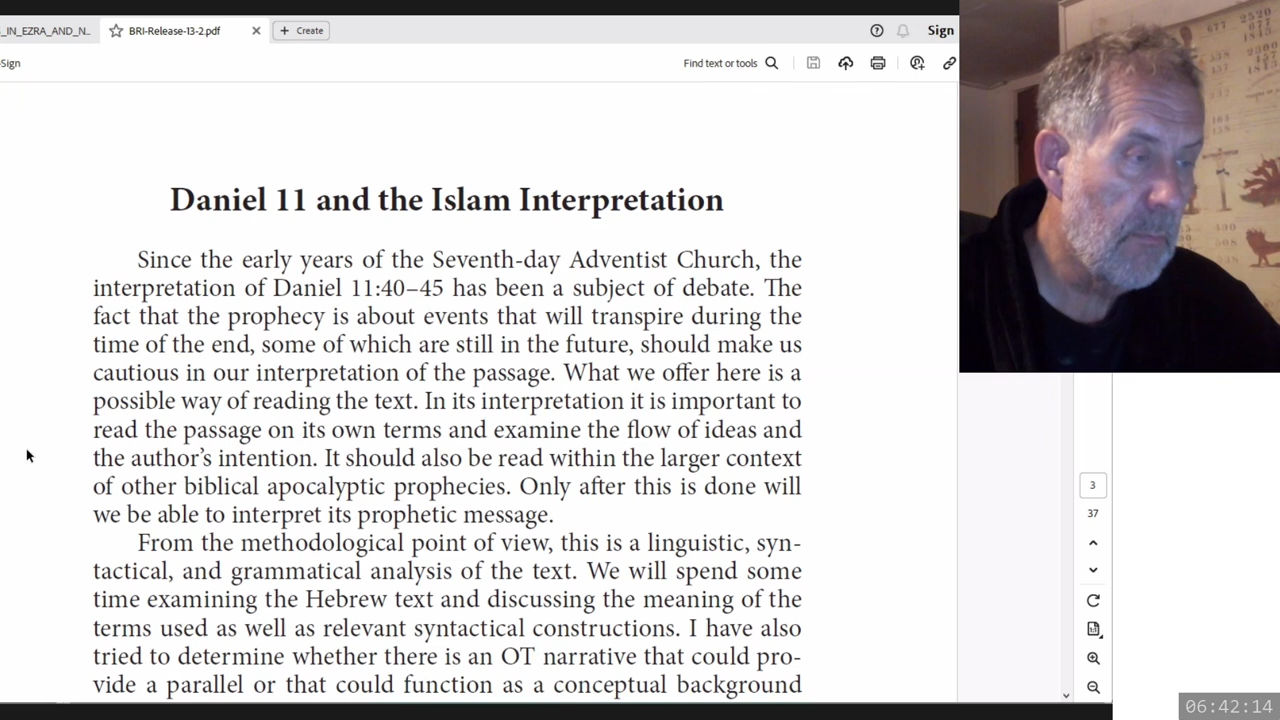 _IN_EZRA_AND_N..
BRI-Release-13-2.pdf
Create
Sign
-Sign
Find text or tools
Daniel 11 and the Islam Interpretation
Since the early years of the Seventh-day Adventist Church, the
interpretation of Daniel 11:40–45 has been a subject of debate. The
fact that the prophecy is about events that will transpire during the
time of the end, some of which are still in the future, should make us
cautious in our interpretation of the passage. What we offer here is a
possible way of reading the text. In its interpretation it is important to
read the passage on its own terms and examine the flow of ideas and
the author’s intention. It should also be read within the larger context
of other biblical apocalyptic prophecies. Only after this is done will
we be able to interpret its prophetic message.
From the methodological point of view, this is a linguistic, syn-
tactical, and grammatical analysis of the text. We will spend some
time examining the Hebrew text and discussing the meaning of the
terms used as well as relevant syntactical constructions. I have also
tried to determine whether there is an OT narrative that could pro-
vide a parallel or that could function as a conceptual background
3
37
677
2520
1843
457
158
490
06:42:14